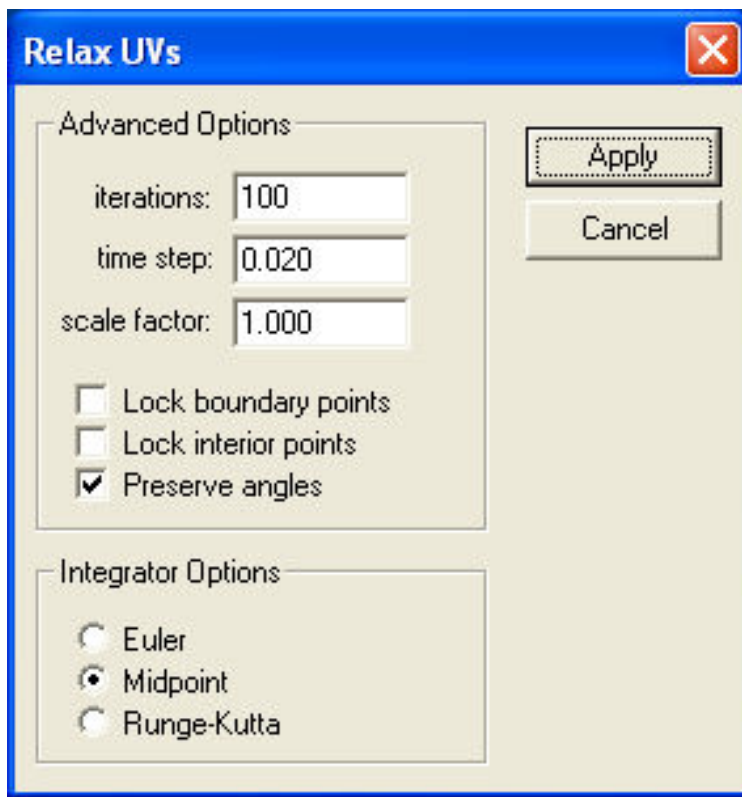 Relax UVs
Advanced Options
iterations: 100
time step: 0.020
scale factor: 1.000
Lock boundary points
Lock interior points
Preserve angles
Apply
Cancel
Integrator Options
Euler
Midpoint
Runge-Kutta